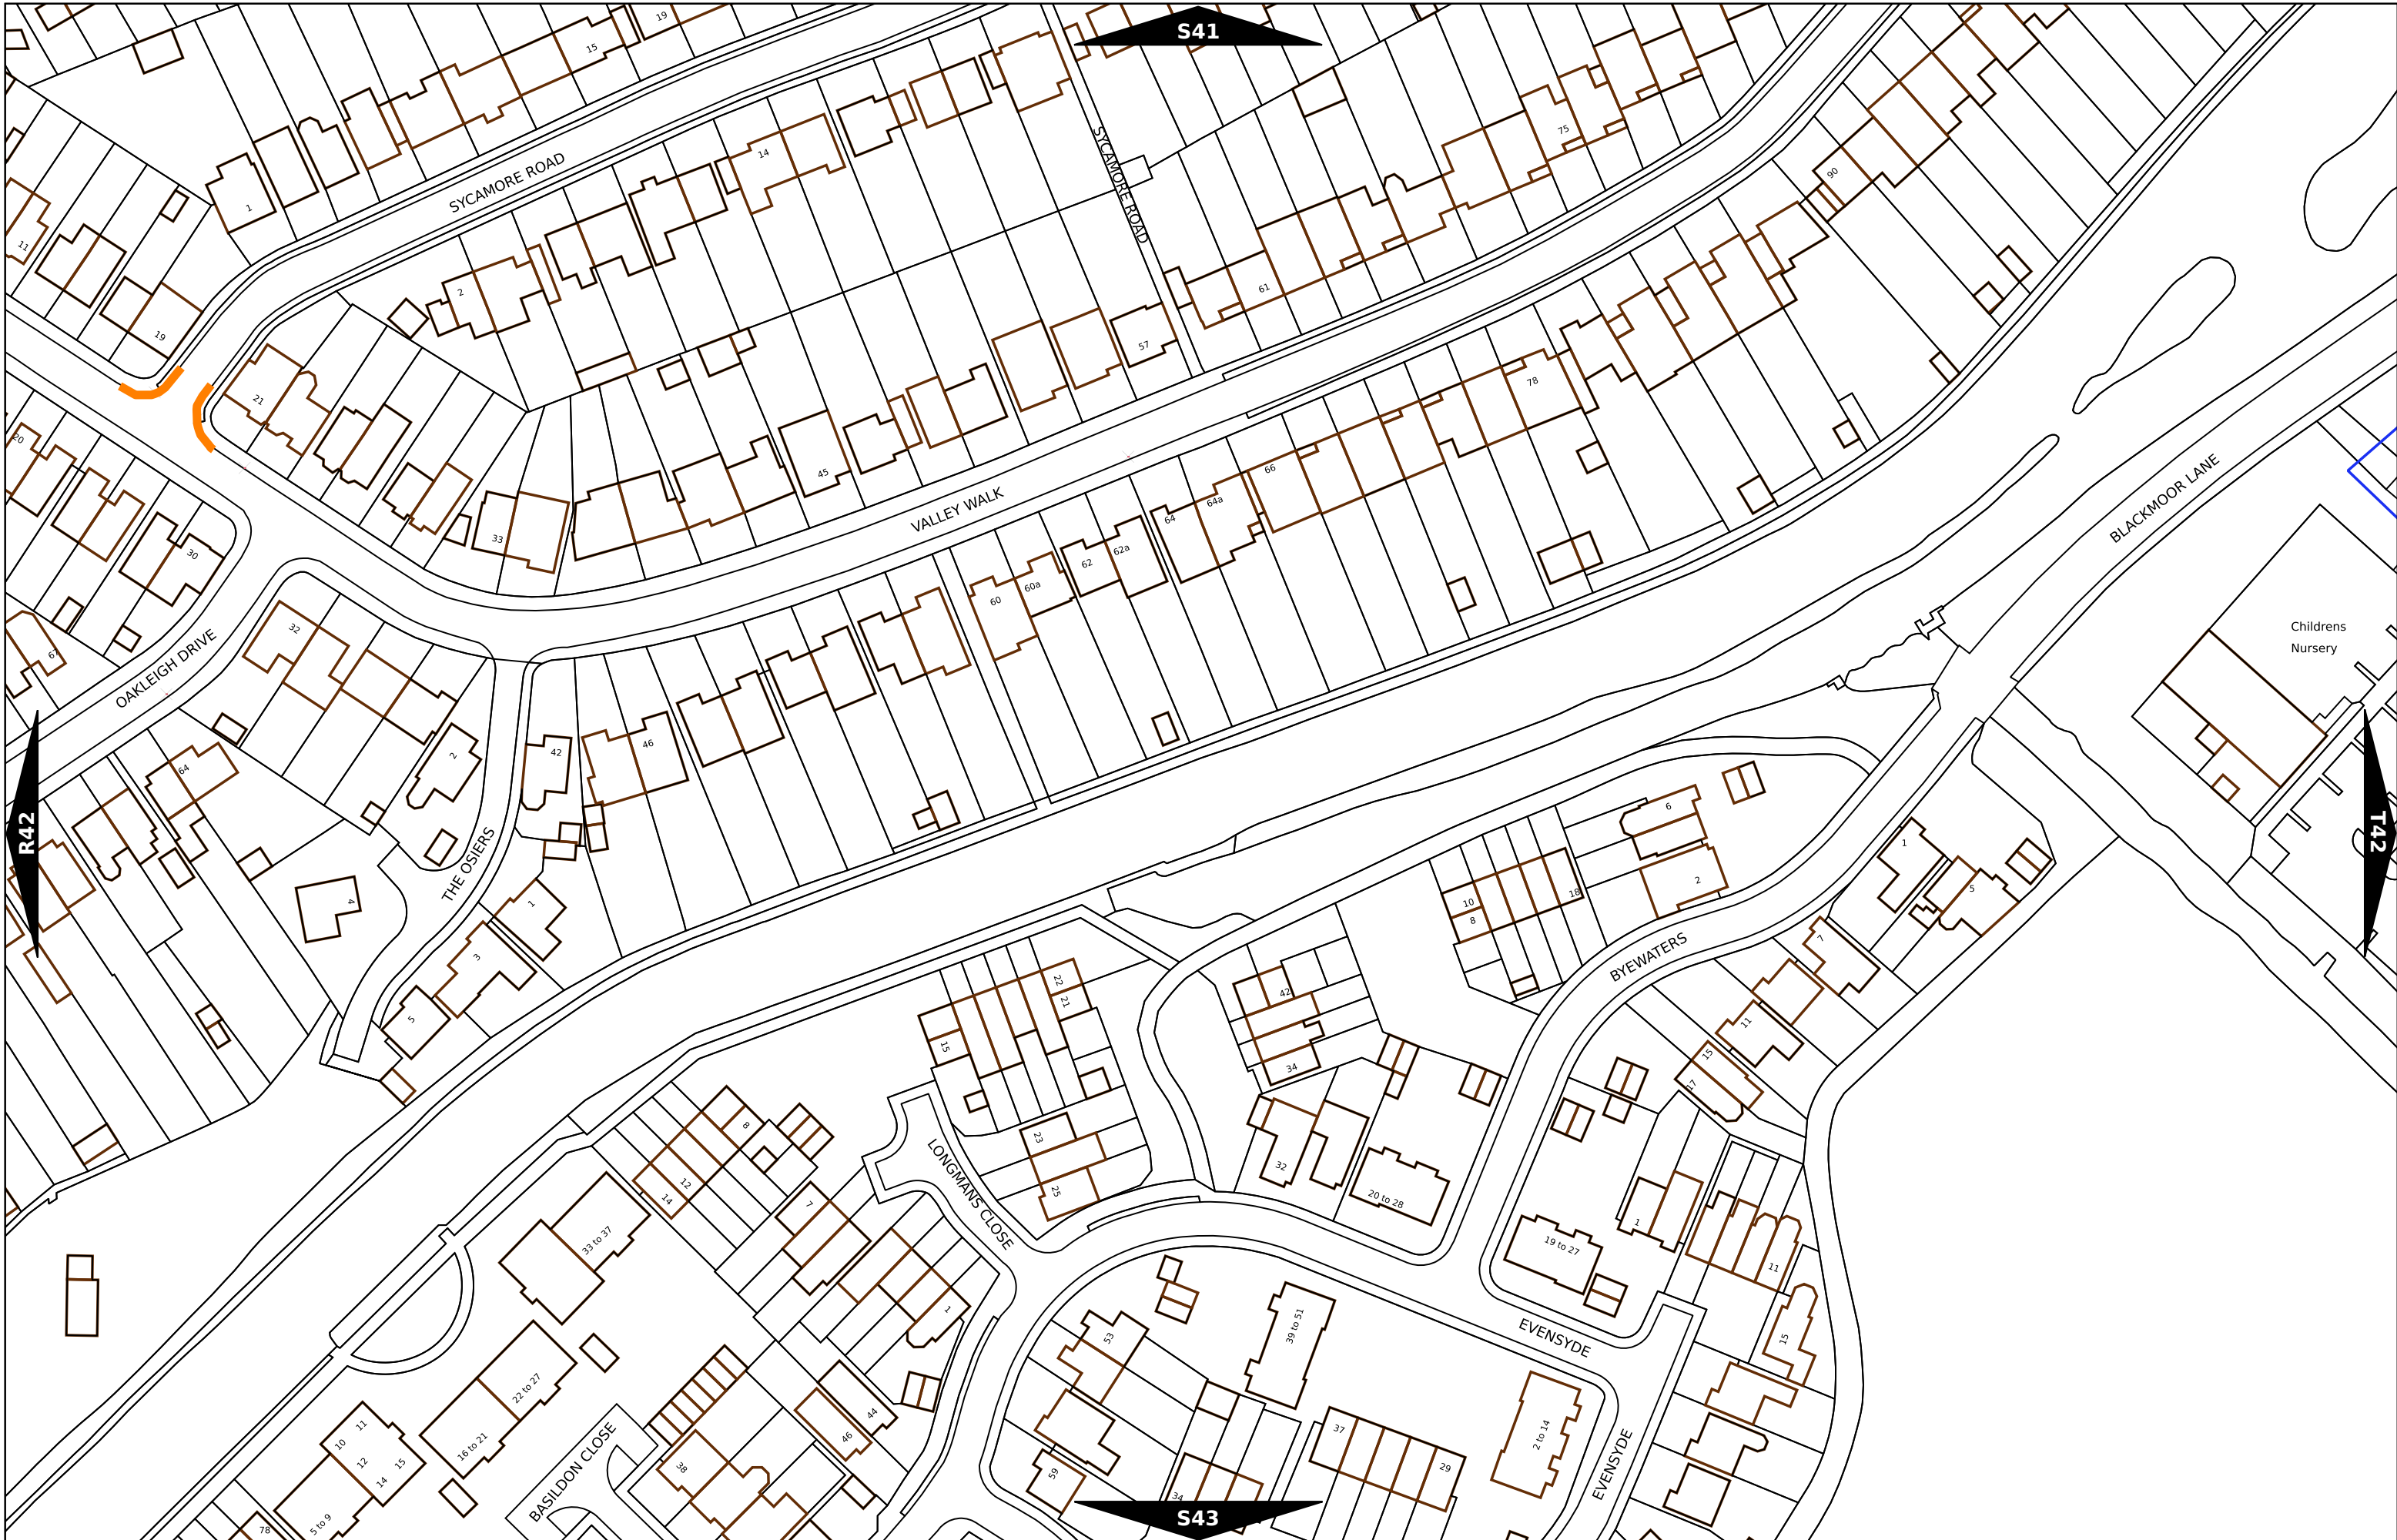 S41
19
15
SYCAMORE ROAD
14
75
SYCAMORE ROAD
90
1
11
2
61
19
57
21
78
20
45
66
33
VALLEY WALK
64a
64
30
62a
62
60a
60
BLACKMOOR LANE
Childrens
Nursery
32
67
OAKLEIGH DRIVE
46
42
2
64
R42
THE OSIERS
T42
4
1
3
5
6
2
18
10
8
1
5
7
BYEWATERS
11
15
17
22
21
15
42
34
32
20 to 28
23
25
LONGMANS CLOSE
8
12
14
7
33 to 37
1
19 to 27
1
11
15
EVENSYDE
39 to 51
53
22 to 27
16 to 21
44
46
11
10
12
15
14
38
BASILDON CLOSE
59
37
29
2 to 14
EVENSYDE
34
S43
5 to 9
78